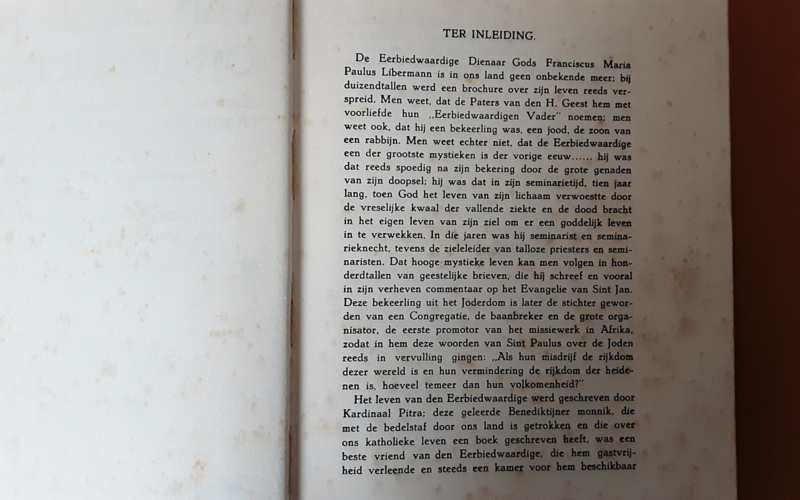 TER INLEIDING.
De Eerbiedwaardige Dienaar Gods Franciscus Maria
Paulus Libermann is in ons land geen onbekende meer; bij
duizendtallen werd een brochure over zijn leven reeds ver-
spreid. Men weet, dat de Paters van den H. Geest hem met
voorliefde hun „Eerbiedwaardigen Vader" noemen; men
weet ook, dat hij een bekeerling was, een jood, de zoon van
een rabbijn. Men weet echter niet, dat de Eerbiedwaardige
een der grootste mystieken is der vorige eeuw...... hij was
dat reeds spoedig na zijn bekering door de grote genaden
van zijn doopsel; hij was dat in zijn seminarietijd, tien jaar
lang, toen God het leven van zijn lichaam verwoestte door
de vreselijke kwaal der vallende ziekte en de dood bracht
in het eigen leven van zijn ziel om er een goddelijk leven
in te verwekken. In die jaren was hij seminarist en semina-
rieknecht, tevens de zieleleider van talloze priesters en semi-
naristen. Dat hooge mystieke leven kan men volgen in hon-
derdtallen van geestelijke brieven, die hij schreef en vooral
in zijn verheven commentaar op het Evangelie van Sint Jan.
Deze bekeerling uit het Joderdom is later de stichter gewor-
den van een Congregatie, de baanbreker en de grote orga-
nisator, de eerste promotor van het missiewerk in Afrika,
zodat in hem deze woorden van Sint Paulus over de Joden
reeds in vervulling gingen: „Als hun misdrijf de rijkdom
dezer wereld is en hun vermindering de rijkdom der heide-
nen is, hoeveel temeer dan hun volkomenheid?"
Het leven van den Eerbiedwaardige werd geschreven door
Kardinaal Pitra; deze geleerde Benediktijner monnik, die
met de bedelstaf door ons land is getrokken en die over
ons katholieke leven een boek geschreven heeft, was een
beste vriend van den Eerbiedwaardige, die hem gastvrij-
heid verleende en steeds een kamer voor hem beschikbaar